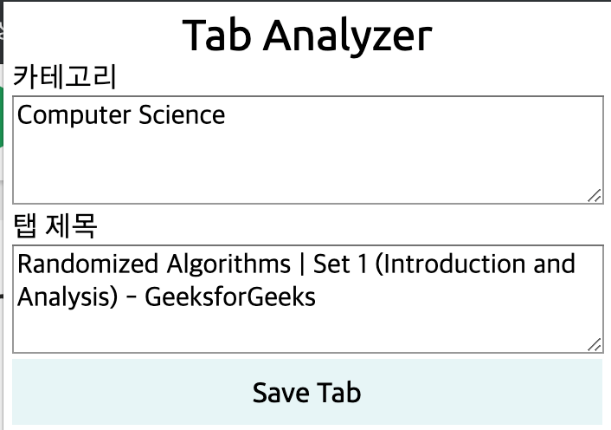 Tab Analyzer
카테고리
Computer Science
탭 제목
Randomized Algorithms | Set 1 (Introduction and
Analysis) - GeeksforGeeks
Save Tab